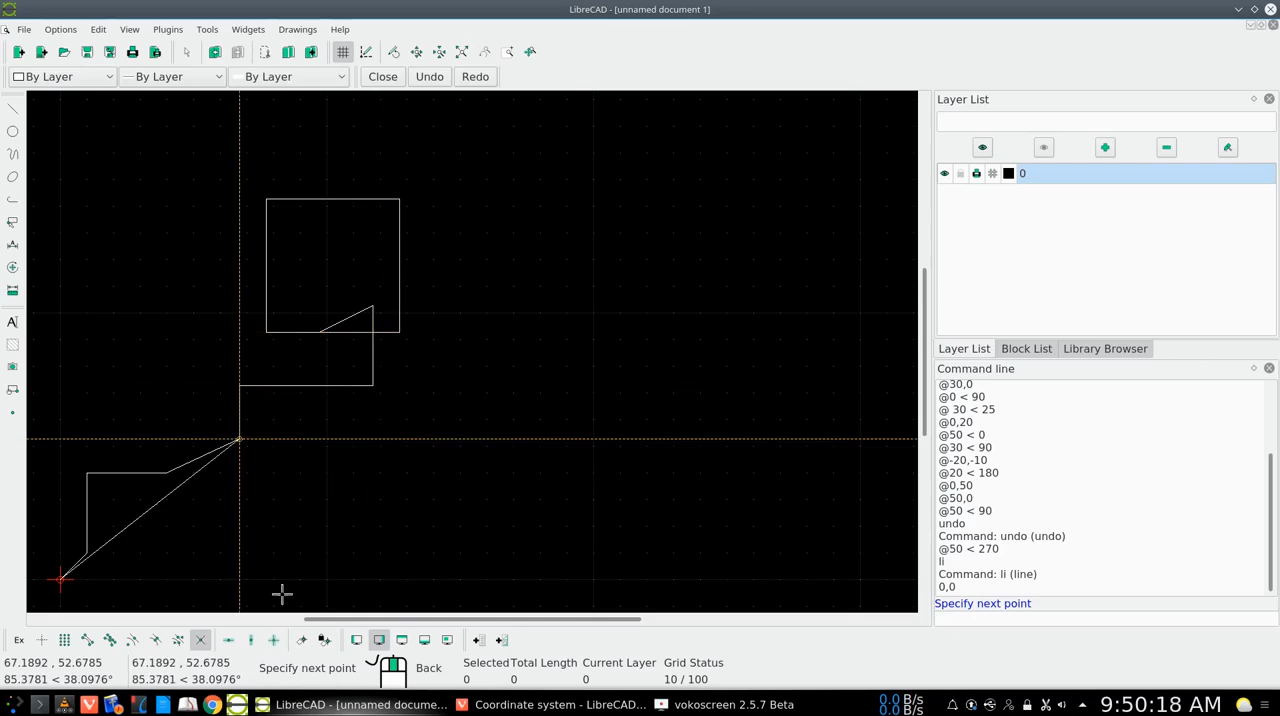 LibreCAD - [unnamed document 1]
File Options Edit View Plugins Tools Widgets Drawings Help
By Layer By Layer By Layer Close Undo Redo
Layer List
0
Layer List Block List Library Browser
Command line
@30,0
@0 < 90
@ 30 < 25
@0,20
@50 < 0
@30 < 90
@-20,-10
@20 < 180
@0,50
@50,0
@50 < 90
undo
Command: undo (undo)
@50 < 270
li
Command: li (line)
0,0
Specify next point
Ex
67.1892 , 52.6785 67.1892 , 52.6785 Specify next point Back Selected Total Length Current Layer Grid Status
85.3781 < 38.0976° 85.3781 < 38.0976° 0 0 0 10 / 100
LibreCAD - [unnamed docume... Coordinate system - LibreCAD... vokoscreen 2.5.7 Beta 0.0 B/s 0.0 B/s 9:50:18 AM